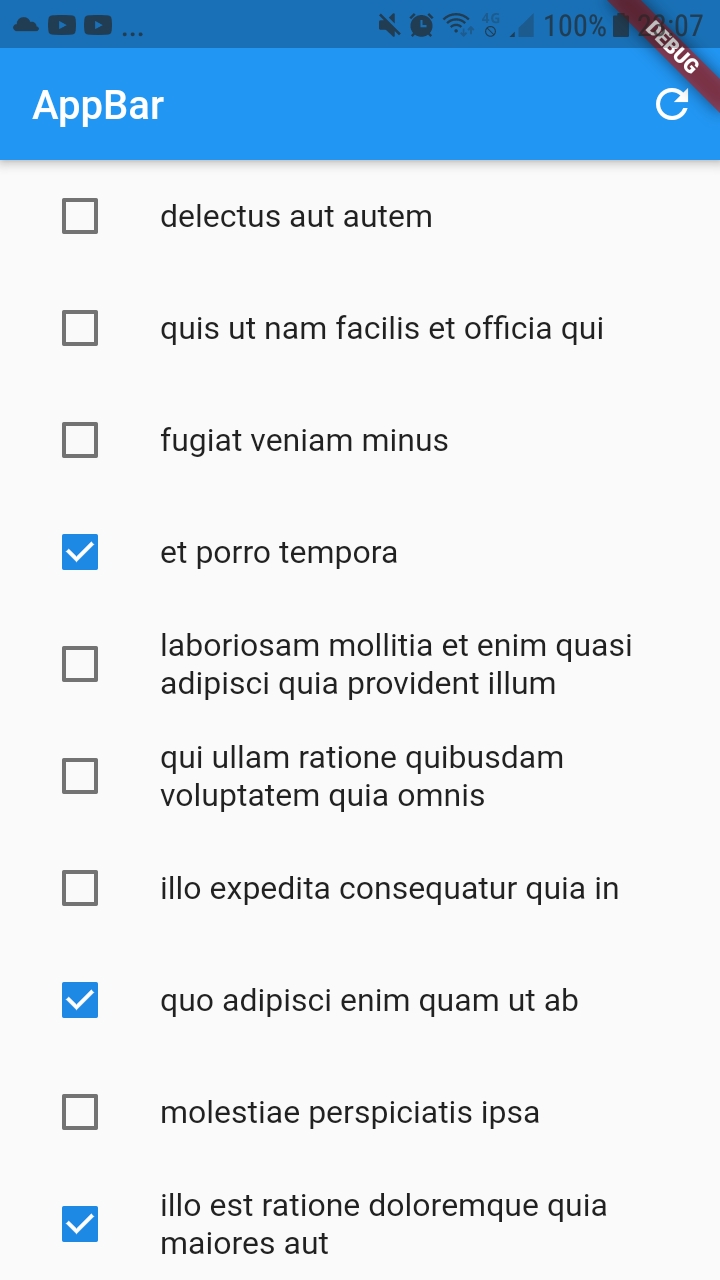 ... 4G 100% 23:07
DEBUG
AppBar
delectus aut autem
quis ut nam facilis et officia qui
fugiat veniam minus
et porro tempora
laboriosam mollitia et enim quasi
adipisci quia provident illum
qui ullam ratione quibusdam
voluptatem quia omnis
illo expedita consequatur quia in
quo adipisci enim quam ut ab
molestiae perspiciatis ipsa
illo est ratione doloremque quia
maiores aut